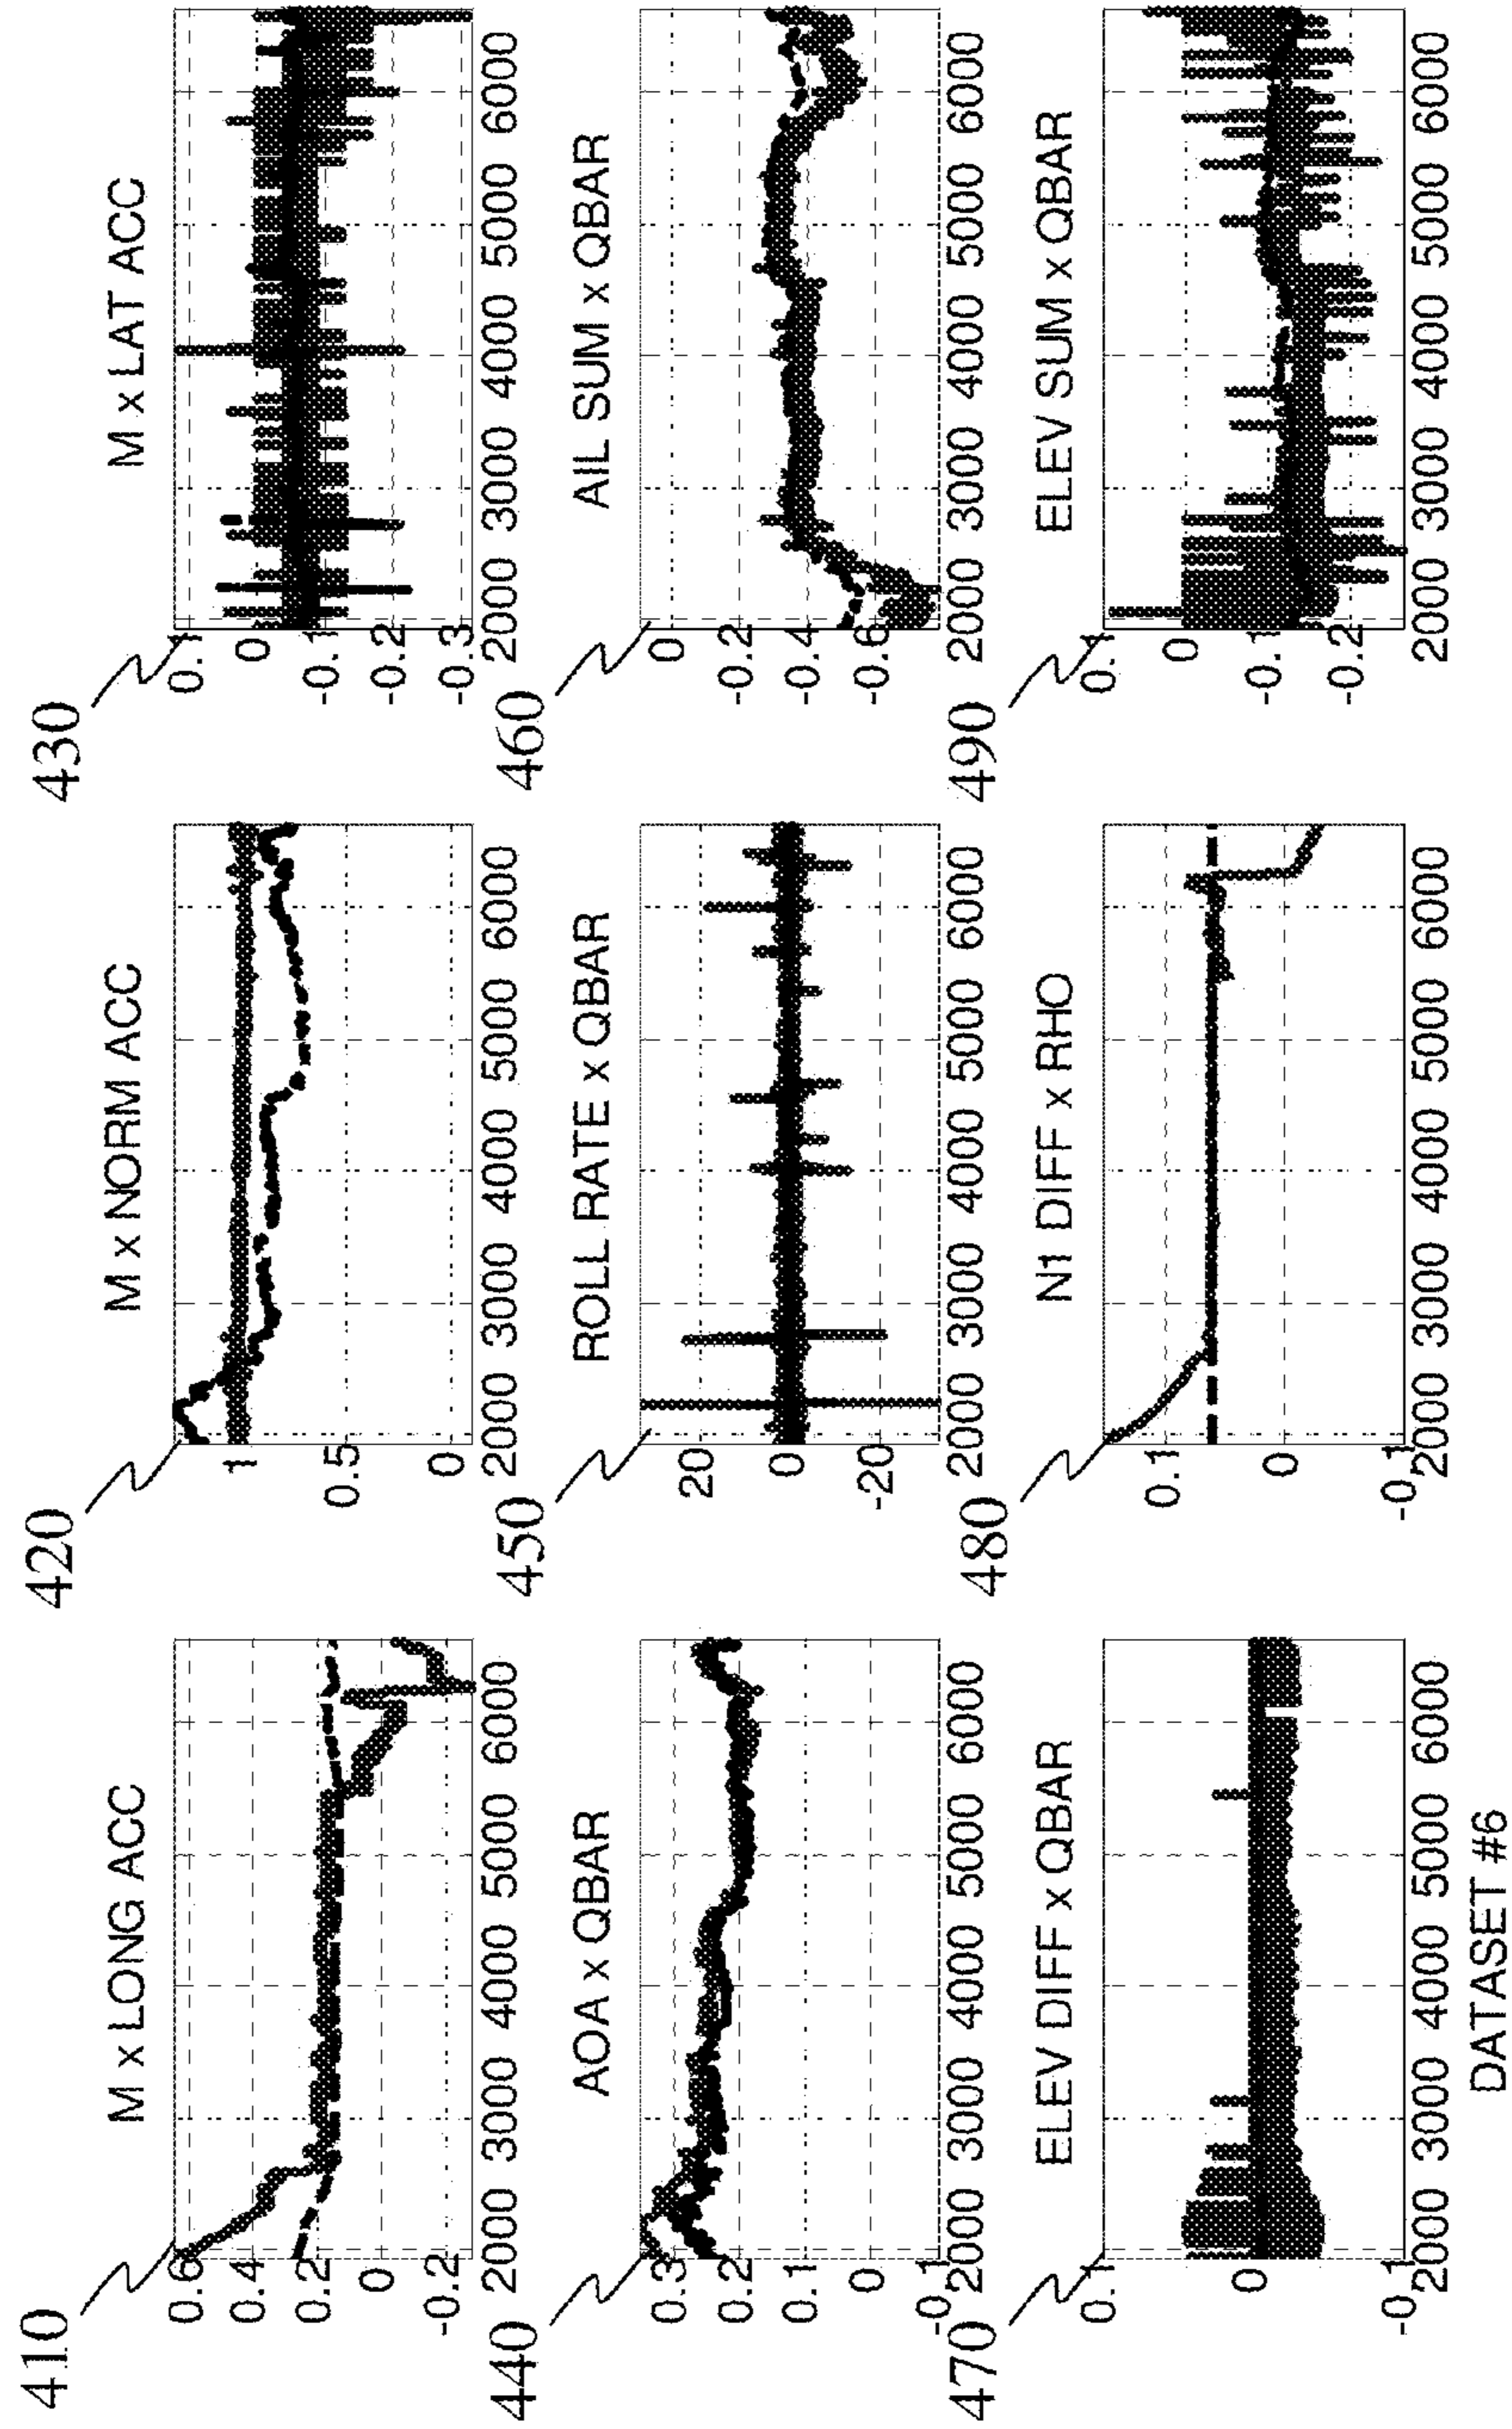 410
M x LONG ACC
0.6
0.4
0.2
0
-0.2
2000 3000 4000 5000 6000
420
M x NORM ACC
1
0.5
0
2000 3000 4000 5000 6000
430
M x LAT ACC
0.1
0
-0.1
-0.2
-0.3
2000 3000 4000 5000 6000
440
AOA x QBAR
0.3
0.2
0.1
0
-0.1
2000 3000 4000 5000 6000
450
ROLL RATE x QBAR
20
0
-20
2000 3000 4000 5000 6000
460
AIL SUM x QBAR
0
-0.2
-0.4
-0.6
2000 3000 4000 5000 6000
470
ELEV DIFF x QBAR
0.1
0
-0.1
2000 3000 4000 5000 6000
480
N1 DIFF x RHO
0.1
0
-0.1
2000 3000 4000 5000 6000
490
ELEV SUM x QBAR
0.1
0
-0.1
-0.2
2000 3000 4000 5000 6000
DATASET #6